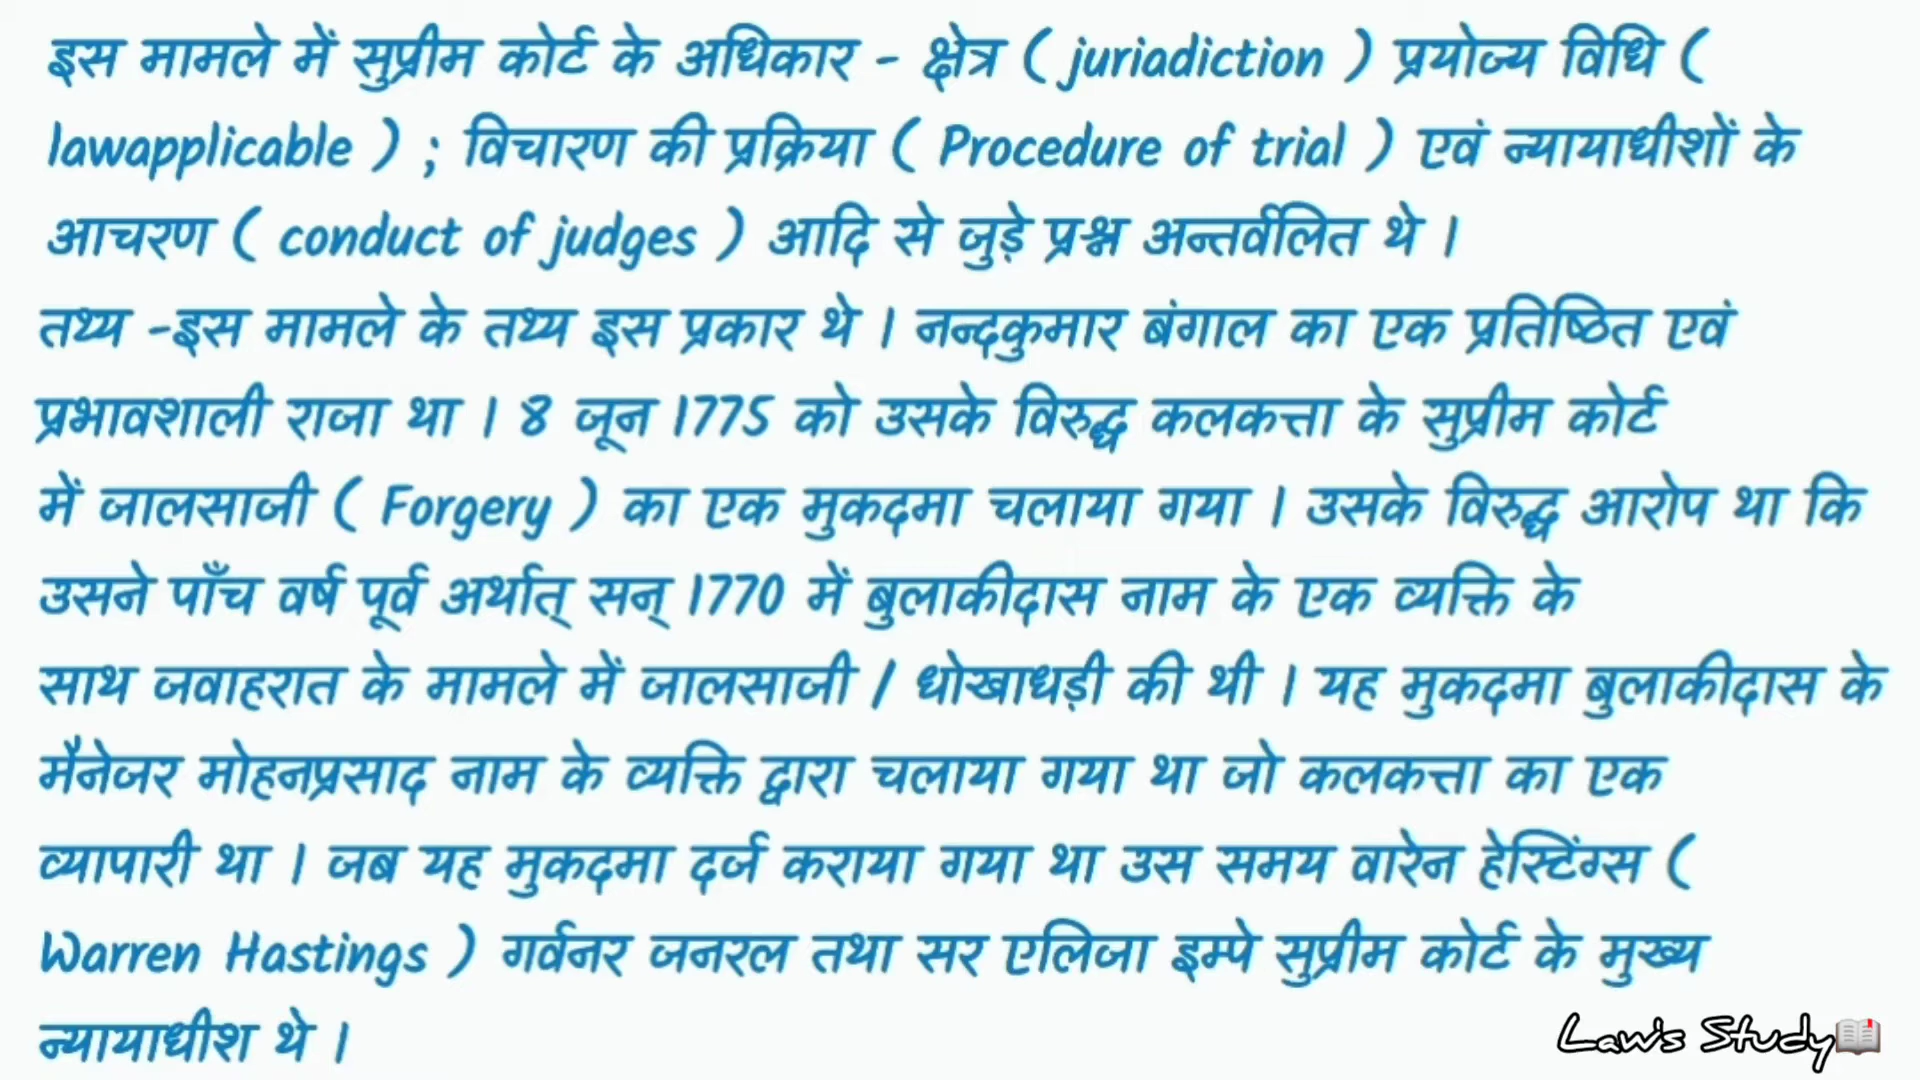 इस मामले में सुप्रीम कोर्ट के अधिकार - क्षेत्र ( juriadiction ) प्रयोज्य विधि (
lawapplicable ) ; विचारण की प्रक्रिया ( Procedure of trial ) एवं न्यायाधीशों के
आचरण ( conduct of judges ) आदि से जुड़े प्रश्न अन्तर्वलित थे ।
तथ्य -इस मामले के तथ्य इस प्रकार थे । नन्दकुमार बंगाल का एक प्रतिष्ठित एवं
प्रभावशाली राजा था । 8 जून 1775 को उसके विरुद्ध कलकत्ता के सुप्रीम कोर्ट
में जालसाजी ( Forgery ) का एक मुकदमा चलाया गया । उसके विरुद्ध आरोप था कि
उसने पाँच वर्ष पूर्व अर्थात् सन् 1770 में बुलाकीदास नाम के एक व्यक्ति के
साथ जवाहरात के मामले में जालसाजी / धोखाधड़ी की थी । यह मुकदमा बुलाकीदास के
मैनेजर मोहनप्रसाद नाम के व्यक्ति द्वारा चलाया गया था जो कलकत्ता का एक
व्यापारी था । जब यह मुकदमा दर्ज कराया गया था उस समय वारेन हेस्टिंग्स (
Warren Hastings ) गर्वनर जनरल तथा सर एलिजा इम्पे सुप्रीम कोर्ट के मुख्य
न्यायाधीश थे ।
Law's Study